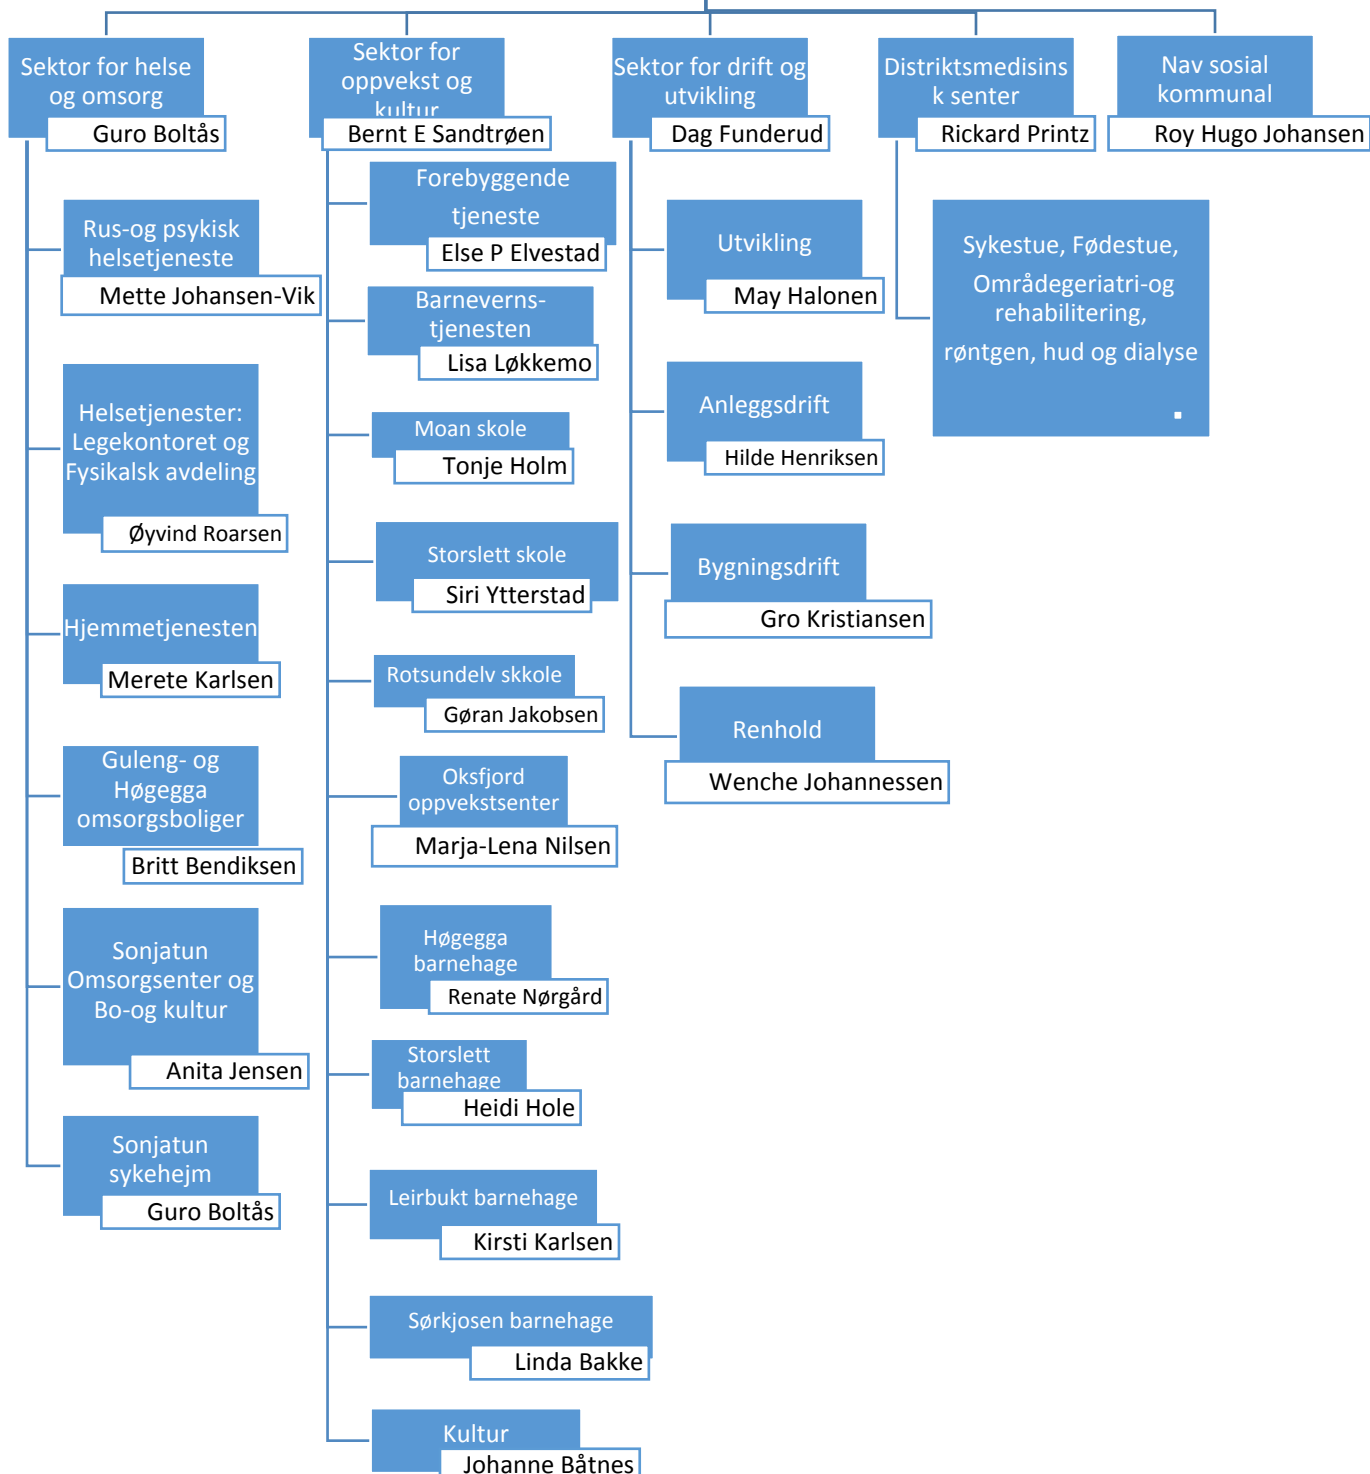 Sektor for helse
og omsorg
Guro Boltås
Rus-og psykisk
helsetjeneste
Mette Johansen-Vik
Helsetjenester:
Legekontoret og
Fysikalsk avdeling
Øyvind Roarsen
Hjemmetjenesten
Merete Karlsen
Guleng- og
Høgegga
omsorgsboliger
Britt Bendiksen
Sonjatun
Omsorgsenter og
Bo-og kultur
Anita Jensen
Sonjatun
sykehejm
Guro Boltås
Sektor for
oppvekst og
kultur
Bernt E Sandtrøen
Forebyggende
tjeneste
Else P Elvestad
Barneverns-
tjenesten
Lisa Løkkemo
Moan skole
Tonje Holm
Storslett skole
Siri Ytterstad
Rotsundelv skkole
Gøran Jakobsen
Oksfjord
oppvekstsenter
Marja-Lena Nilsen
Høgegga
barnehage
Renate Nørgård
Storslett
barnehage
Heidi Hole
Leirbukt barnehage
Kirsti Karlsen
Sørkjosen barnehage
Linda Bakke
Kultur
Johanne Båtnes
Sektor for drift og
utvikling
Dag Funderud
Utvikling
May Halonen
Anleggsdrift
Hilde Henriksen
Bygningsdrift
Gro Kristiansen
Renhold
Wenche Johannessen
Distriktsmedisins
k senter
Rickard Printz
Sykestue, Fødestue,
Områdegeriatri-og
rehabilitering,
røntgen, hud og dialyse
.
Nav sosial
kommunal
Roy Hugo Johansen